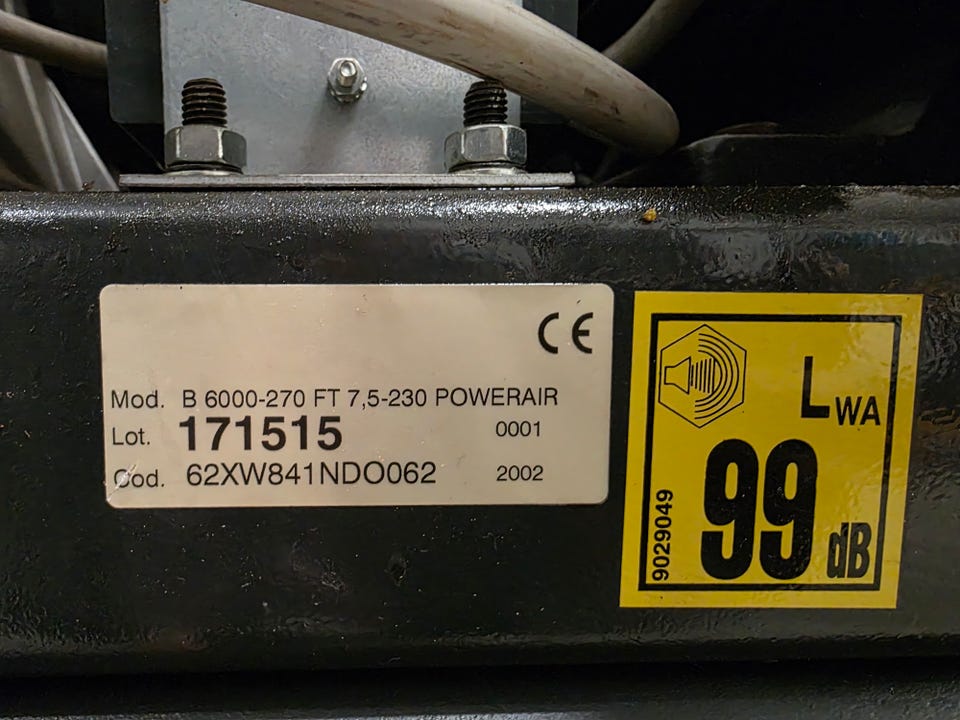 CE
Mod. B 6000-270 FT 7,5-230 POWERAIR
Lot. 171515 0001
Cod. 62XW841NDO062 2002
LWA
99 dB
9029049